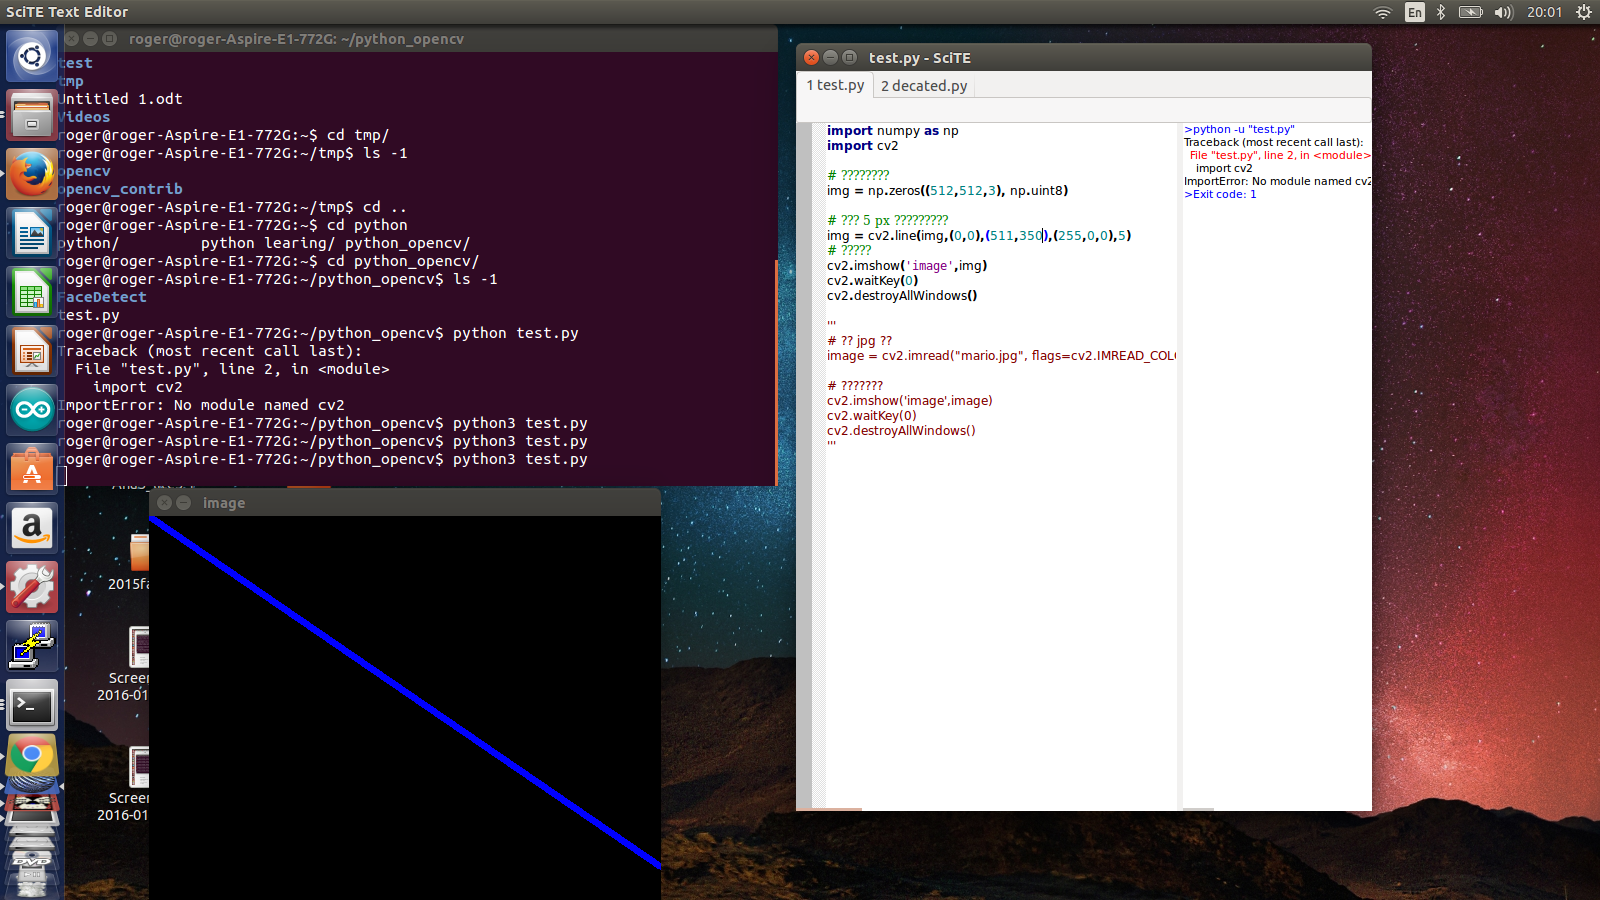 SciTE Text Editor
En
20:01
roger@roger-Aspire-E1-772G: ~/python_opencv
test
tmp
Untitled 1.odt
Videos
roger@roger-Aspire-E1-772G:~$ cd tmp/
roger@roger-Aspire-E1-772G:~/tmp$ ls -1
opencv
opencv_contrib
roger@roger-Aspire-E1-772G:~/tmp$ cd ..
roger@roger-Aspire-E1-772G:~$ cd python
python/ python learing/ python_opencv/
roger@roger-Aspire-E1-772G:~$ cd python_opencv/
roger@roger-Aspire-E1-772G:~/python_opencv$ ls -1
FaceDetect
test.py
roger@roger-Aspire-E1-772G:~/python_opencv$ python test.py
Traceback (most recent call last):
File "test.py", line 2, in <module>
import cv2
ImportError: No module named cv2
roger@roger-Aspire-E1-772G:~/python_opencv$ python3 test.py
roger@roger-Aspire-E1-772G:~/python_opencv$ python3 test.py
roger@roger-Aspire-E1-772G:~/python_opencv$ python3 test.py
image
2015fa
Screen
2016-01
Screen
2016-01
DVD
test.py - SciTE
1 test.py
2 decated.py
import numpy as np
import cv2
# ????????
img = np.zeros((512,512,3), np.uint8)
# ??? 5 px ?????????
img = cv2.line(img,(0,0),(511,350),(255,0,0),5)
# ?????
cv2.imshow('image',img)
cv2.waitKey(0)
cv2.destroyAllWindows()
'''
# ?? jpg ??
image = cv2.imread("mario.jpg", flags=cv2.IMREAD_COL
# ???????
cv2.imshow('image',image)
cv2.waitKey(0)
cv2.destroyAllWindows()
'''
>python -u "test.py"
Traceback (most recent call last):
File "test.py", line 2, in <module>
import cv2
ImportError: No module named cv2
>Exit code: 1